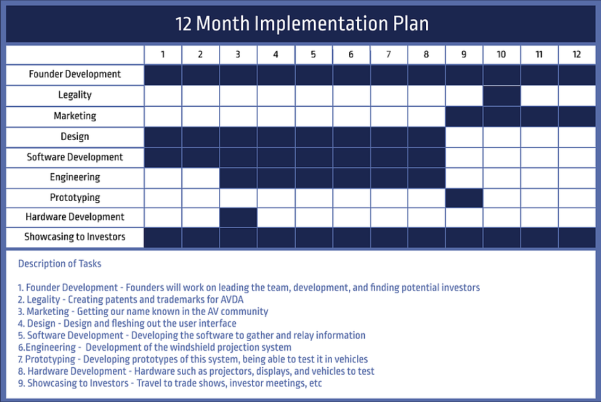 12 Month Implementation Plan
1 2 3 4 5 6 7 8 9 10 11 12
Founder Development
Legality
Marketing
Design
Software Development
Engineering
Prototyping
Hardware Development
Showcasing to Investors
Description of Tasks
1. Founder Development - Founders will work on leading the team, development, and finding potential investors
2. Legality - Creating patents and trademarks for AVDA
3. Marketing - Getting our name known in the AV community
4. Design - Design and fleshing out the user interface
5. Software Development - Developing the software to gather and relay information
6.Engineering - Development of the windshield projection system
7. Prototyping - Developing prototypes of this system, being able to test it in vehicles
8. Hardware Development - Hardware such as projectors, displays, and vehicles to test
9. Showcasing to Investors - Travel to trade shows, investor meetings, etc